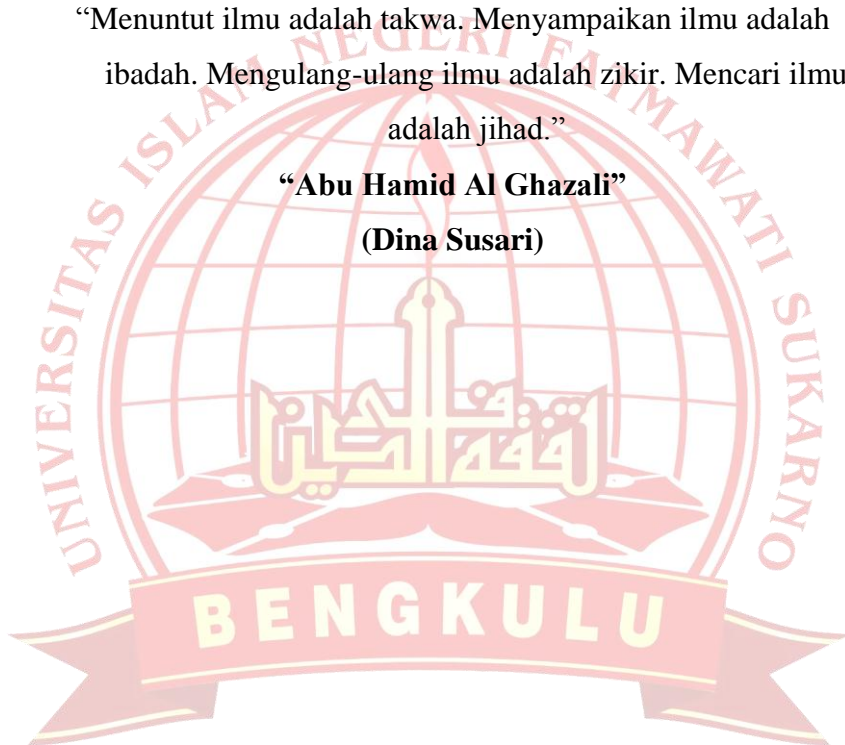 “Menuntut ilmu adalah takwa. Menyampaikan ilmu adalah
ibadah. Mengulang-ulang ilmu adalah zikir. Mencari ilmu
adalah jihad.”
“Abu Hamid Al Ghazali”
(Dina Susari)
UNIVERSITAS ISLAM NEGERI FATMAWATI SUKARNO
BENGKULU